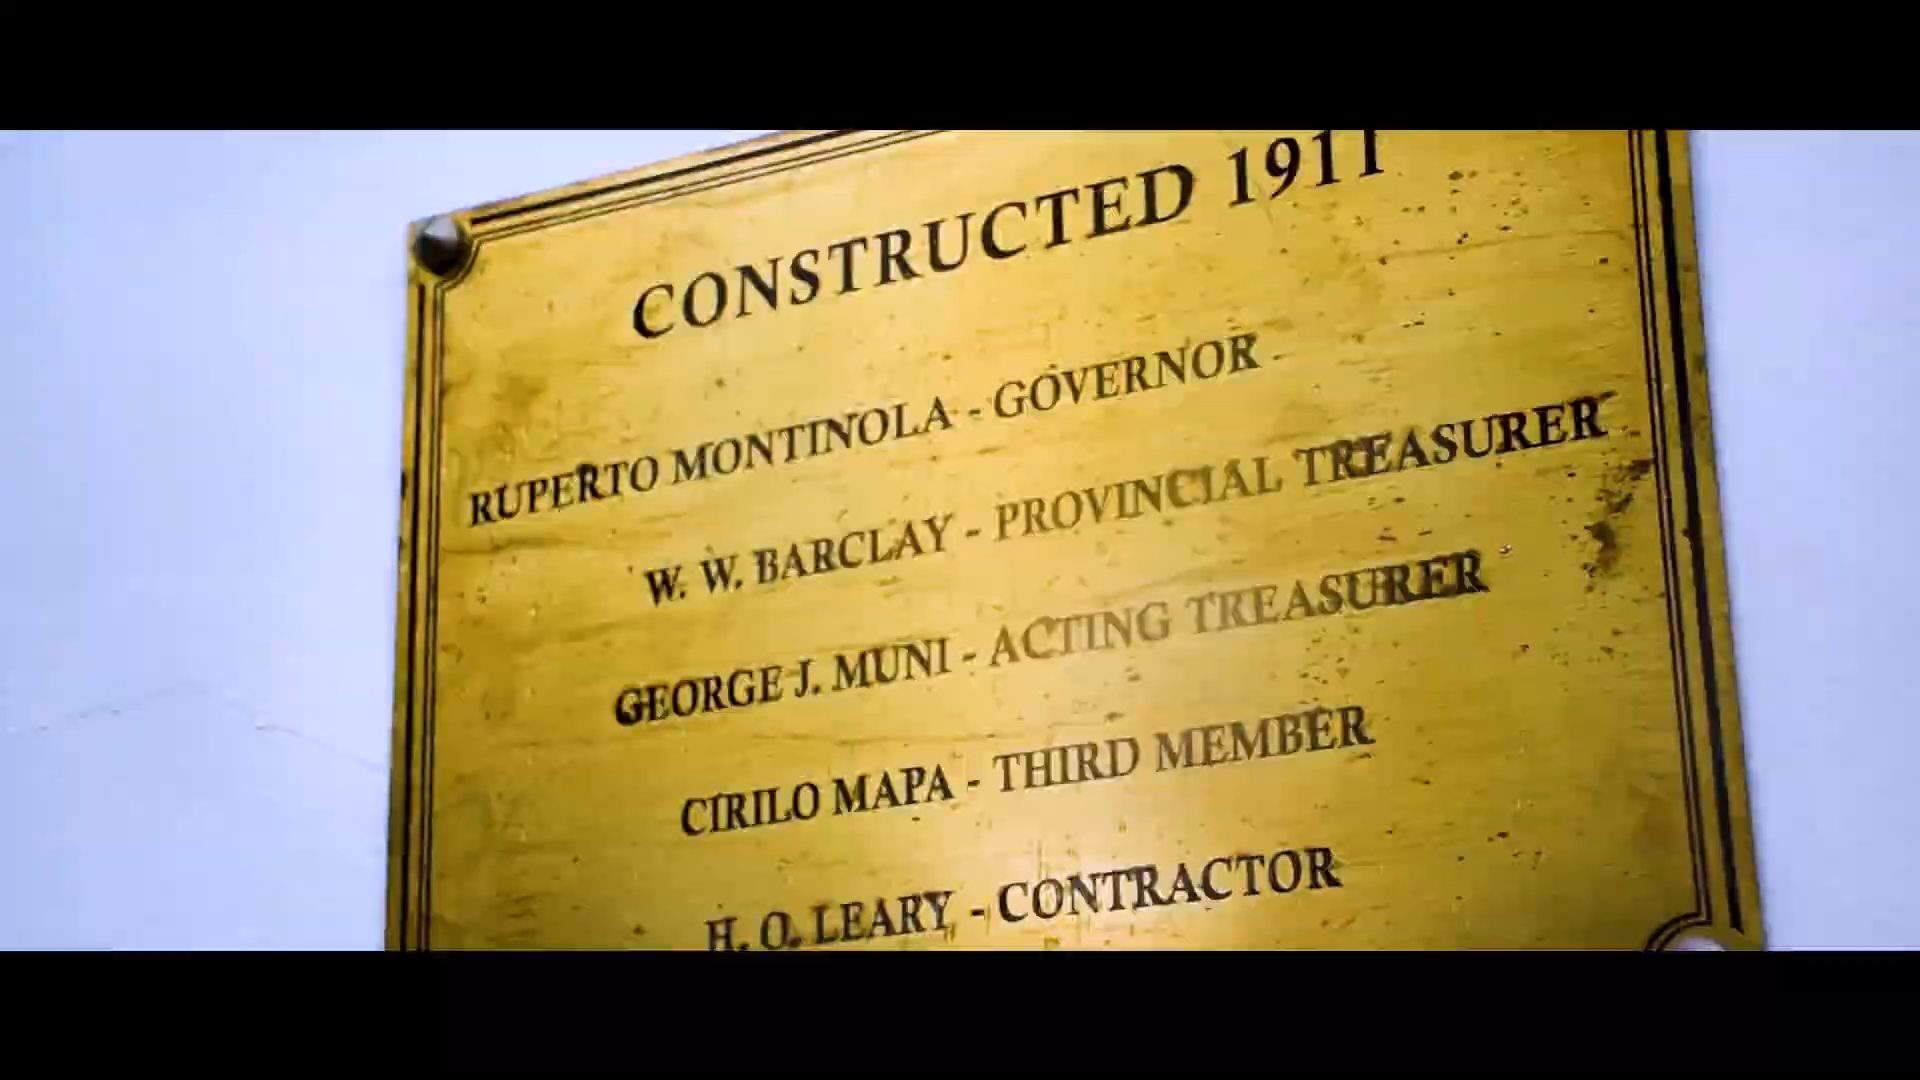 CONSTRUCTED 1911
RUPERTO MONTINOLA - GOVERNOR
W. W. BARCLAY - PROVINCIAL TREASURER
GEORGE J. MUNI - ACTING TREASURER
CIRILO MAPA - THIRD MEMBER
H. O. LEARY - CONTRACTOR